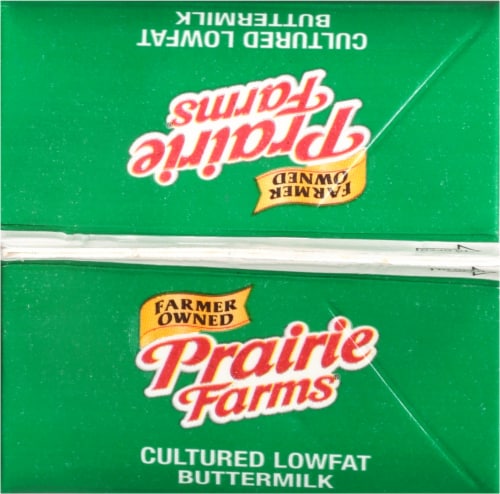 CULTURED LOWFAT
BUTTERMILK
Prairie
Farms
FARMER
OWNED
FARMER
OWNED
Prairie
Farms
CULTURED LOWFAT
BUTTERMILK